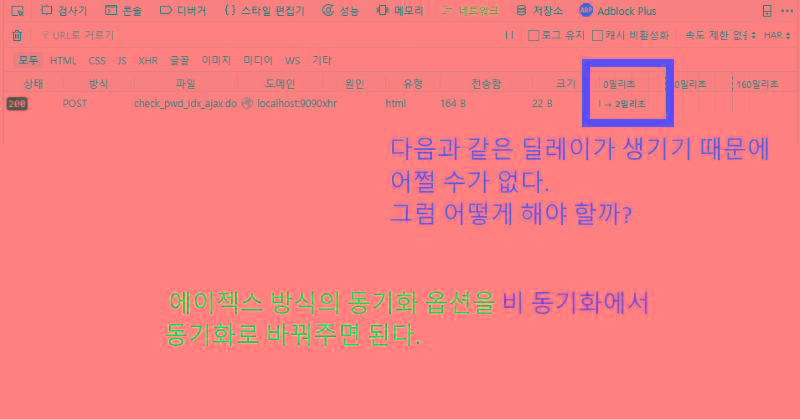 검사기 콘솔 디버거 {} 스타일 편집기 성능 메모리 네트워크 저장소 ABP Adblock Plus
URL로 거르기 로그 유지 캐시 비활성화 속도 제한 없음 HAR
모두 HTML CSS JS XHR 글꼴 이미지 미디어 WS 기타
상태 방식 파일 도메인 원인 유형 전송함 크기 0밀리초 80밀리초 160밀리초
200 POST check_pwd_idx_ajax.do localhost:9090 xhr html 164 B 22 B → 2밀리초
다음과 같은 딜레이가 생기기 때문에
어쩔 수가 없다.
그럼 어떻게 해야 할까?
에이젝스 방식의 동기화 옵션을 비 동기화에서
동기화로 바꿔주면 된다.